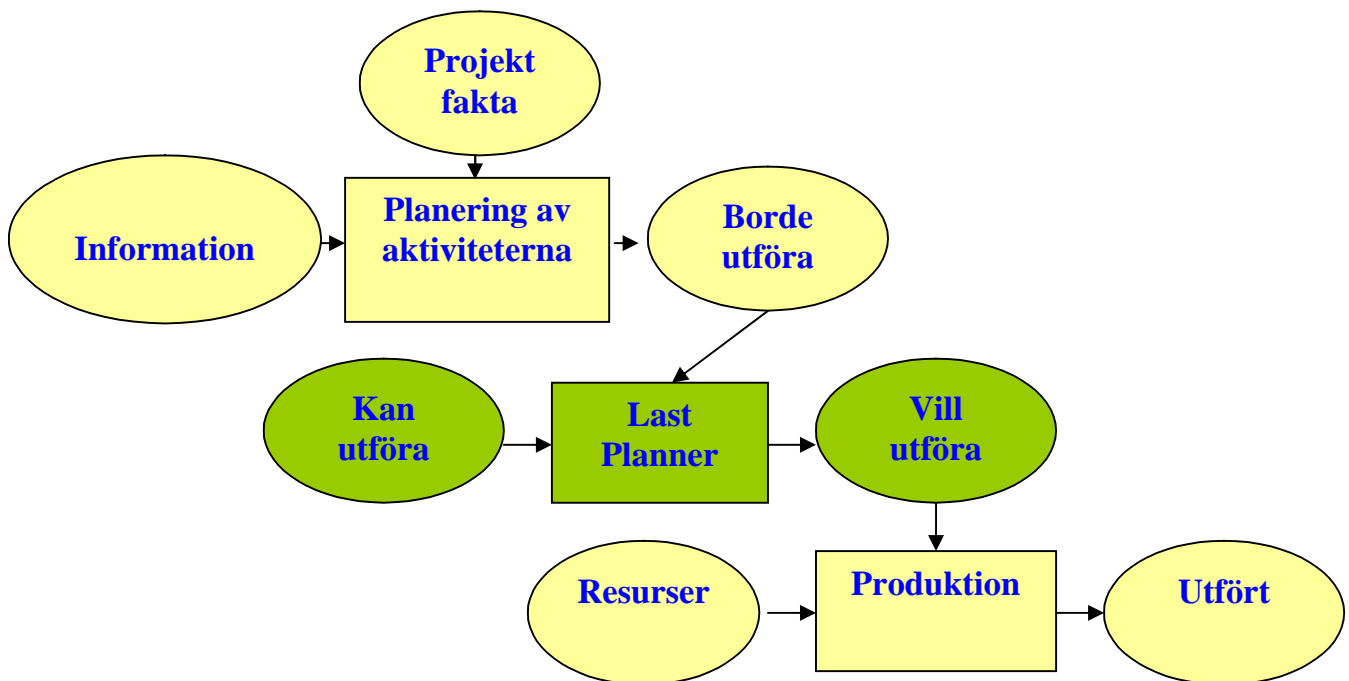 Projekt
fakta
Information
Planering av
aktiviteterna
Borde
utföra
Kan
utföra
Last
Planner
Vill
utföra
Resurser
Produktion
Utfört